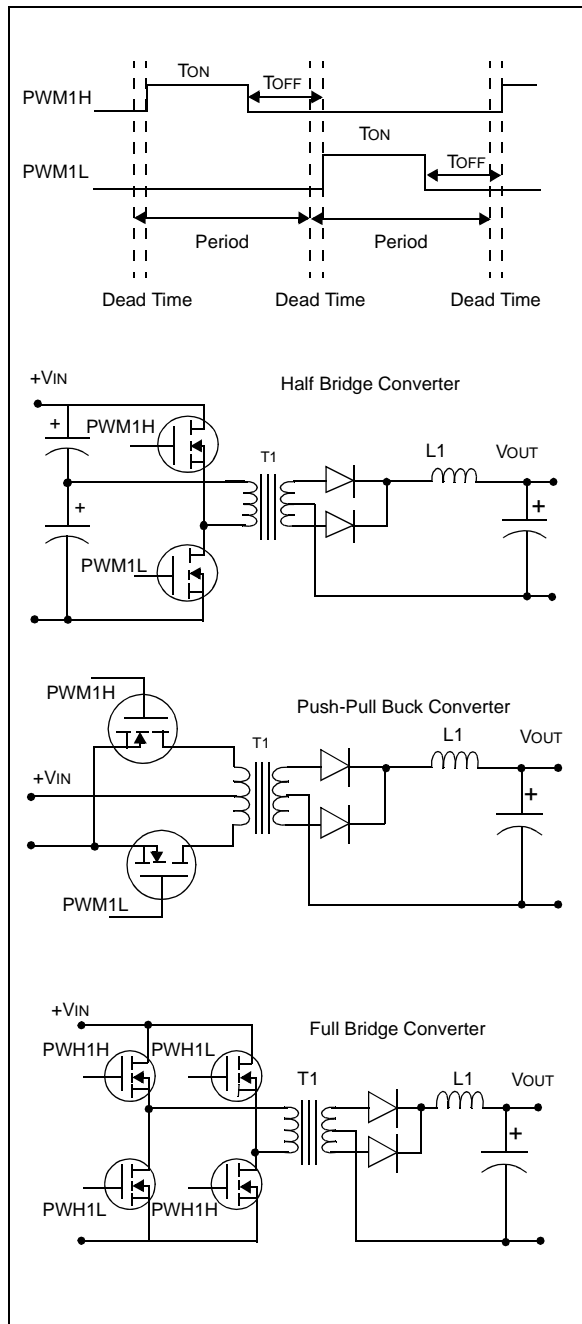 TON
TOFF
PWM1H
TON
TOFF
PWM1L
Period Period
Dead Time Dead Time Dead Time
+VIN
Half Bridge Converter
+
PWM1H
T1
L1
VOUT
+
+
PWM1L
PWM1H
Push-Pull Buck Converter
T1
L1
VOUT
+VIN
+
PWM1L
+VIN
Full Bridge Converter
PWH1H
PWH1L
T1
L1
VOUT
+
PWH1L
PWH1H